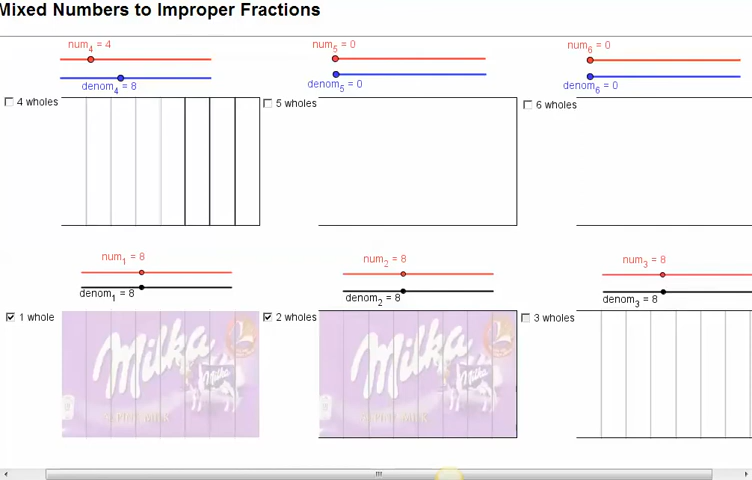 Mixed Numbers to Improper Fractions
num4 = 4
denom4 = 8
num5 = 0
denom5 = 0
num6 = 0
denom6 = 0
4 wholes
5 wholes
6 wholes
num1 = 8
denom1 = 8
num2 = 8
denom2 = 8
num3 = 8
denom3 = 8
1 whole
2 wholes
3 wholes
Milka
Milka
Milka
Milka